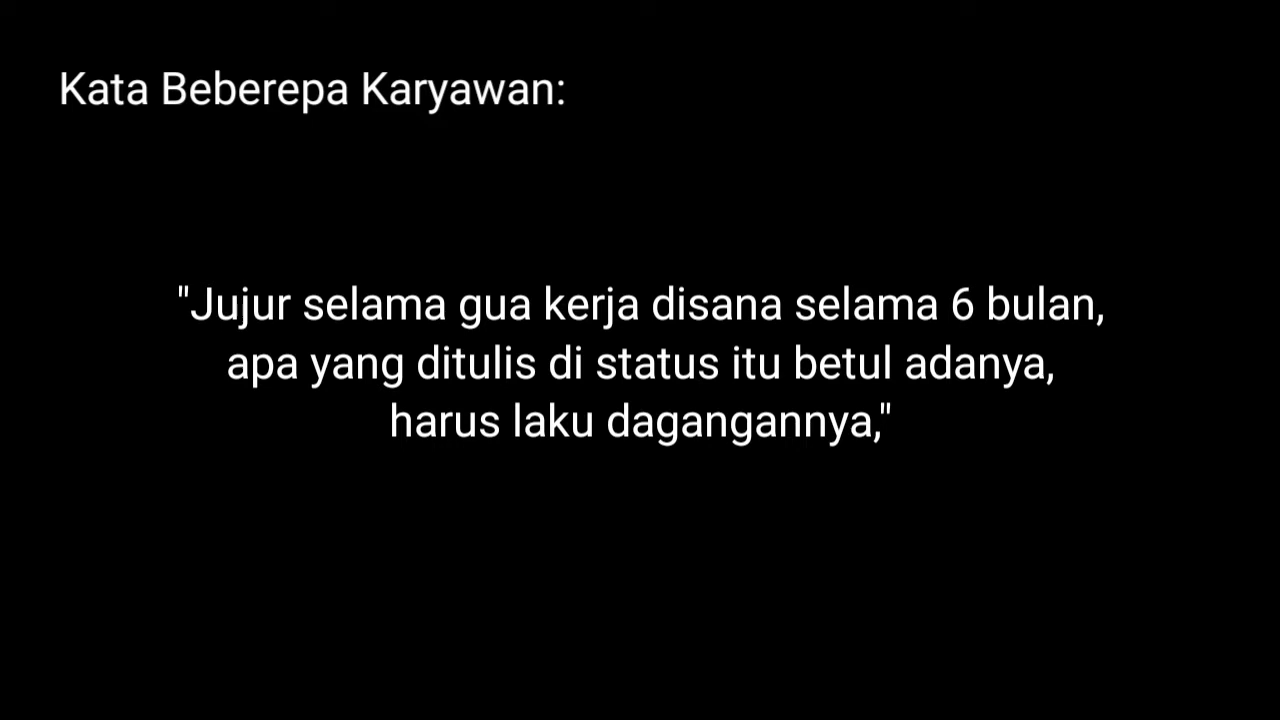 Kata Beberepa Karyawan:
"Jujur selama gua kerja disana selama 6 bulan,
apa yang ditulis di status itu betul adanya,
harus laku dagangannya,"